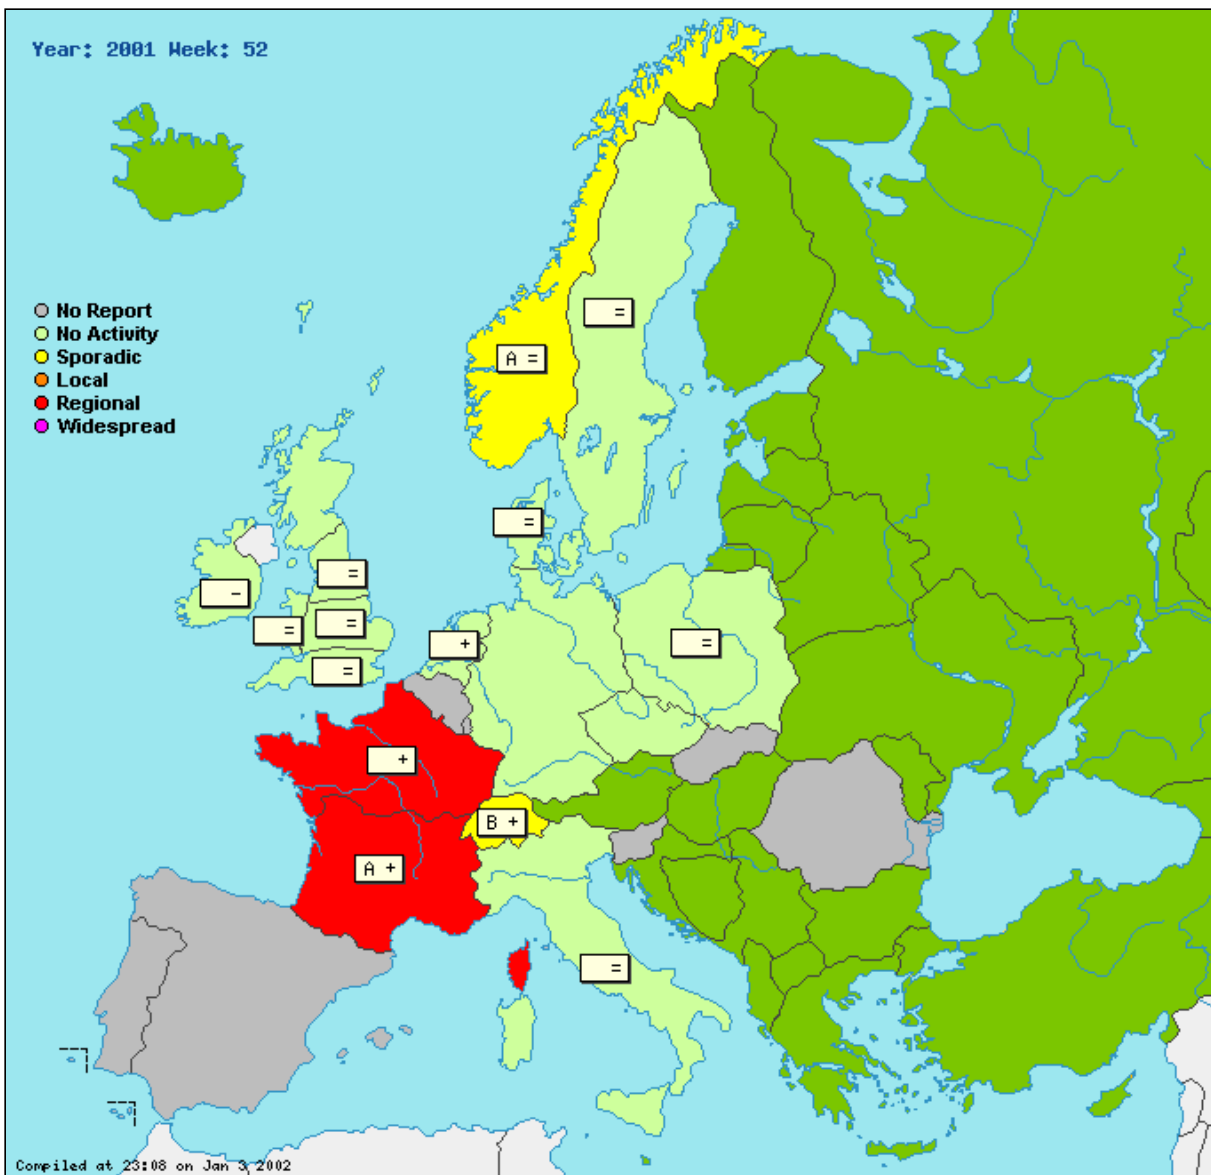 Year: 2001 Week: 52
No Report
No Activity
Sporadic
Local
Regional
Widespread
=
A =
=
=
-
=
=
+
=
=
+
B +
A +
=
Compiled at 23:08 on Jan 3 2002